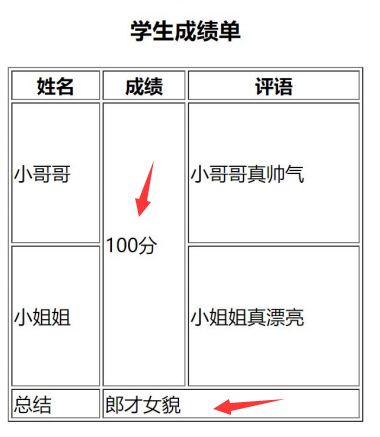 学生成绩单
姓名 成绩 评语
小哥哥 小哥哥真帅气
100分
小姐姐 小姐姐真漂亮
总结 郎才女貌